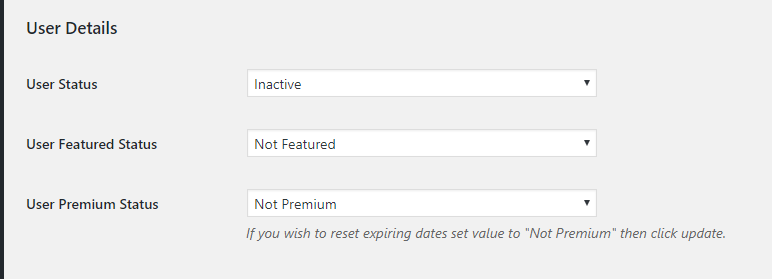 User Details
User Status Inactive
User Featured Status Not Featured
User Premium Status Not Premium
If you wish to reset expiring dates set value to "Not Premium" then click update.